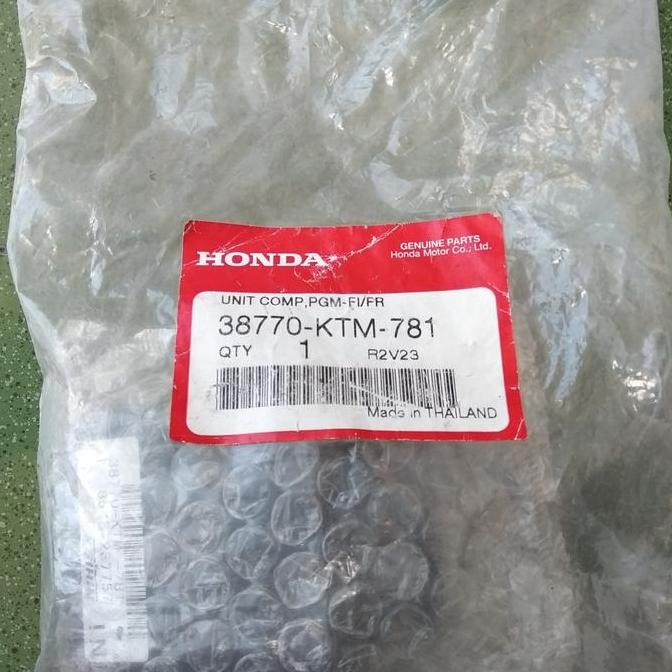 HONDA
GENUINE PARTS
Honda Motor Co., Ltd.
UNIT COMP,PGM-FI/FR
38770-KTM-781
QTY 1 R2V23
Made in THAILAND